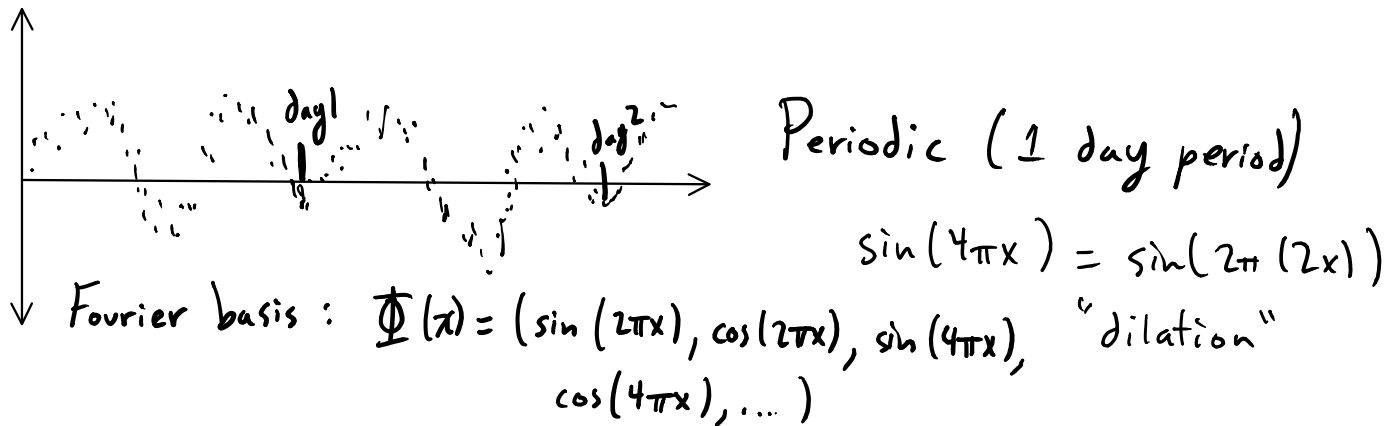 day1
day2
Periodic (1 day period)
sin(4πx) = sin(2π(2x))
"dilation"
Fourier basis: Φ(x) = (sin(2πx), cos(2πx), sin(4πx),
cos(4πx), ....)